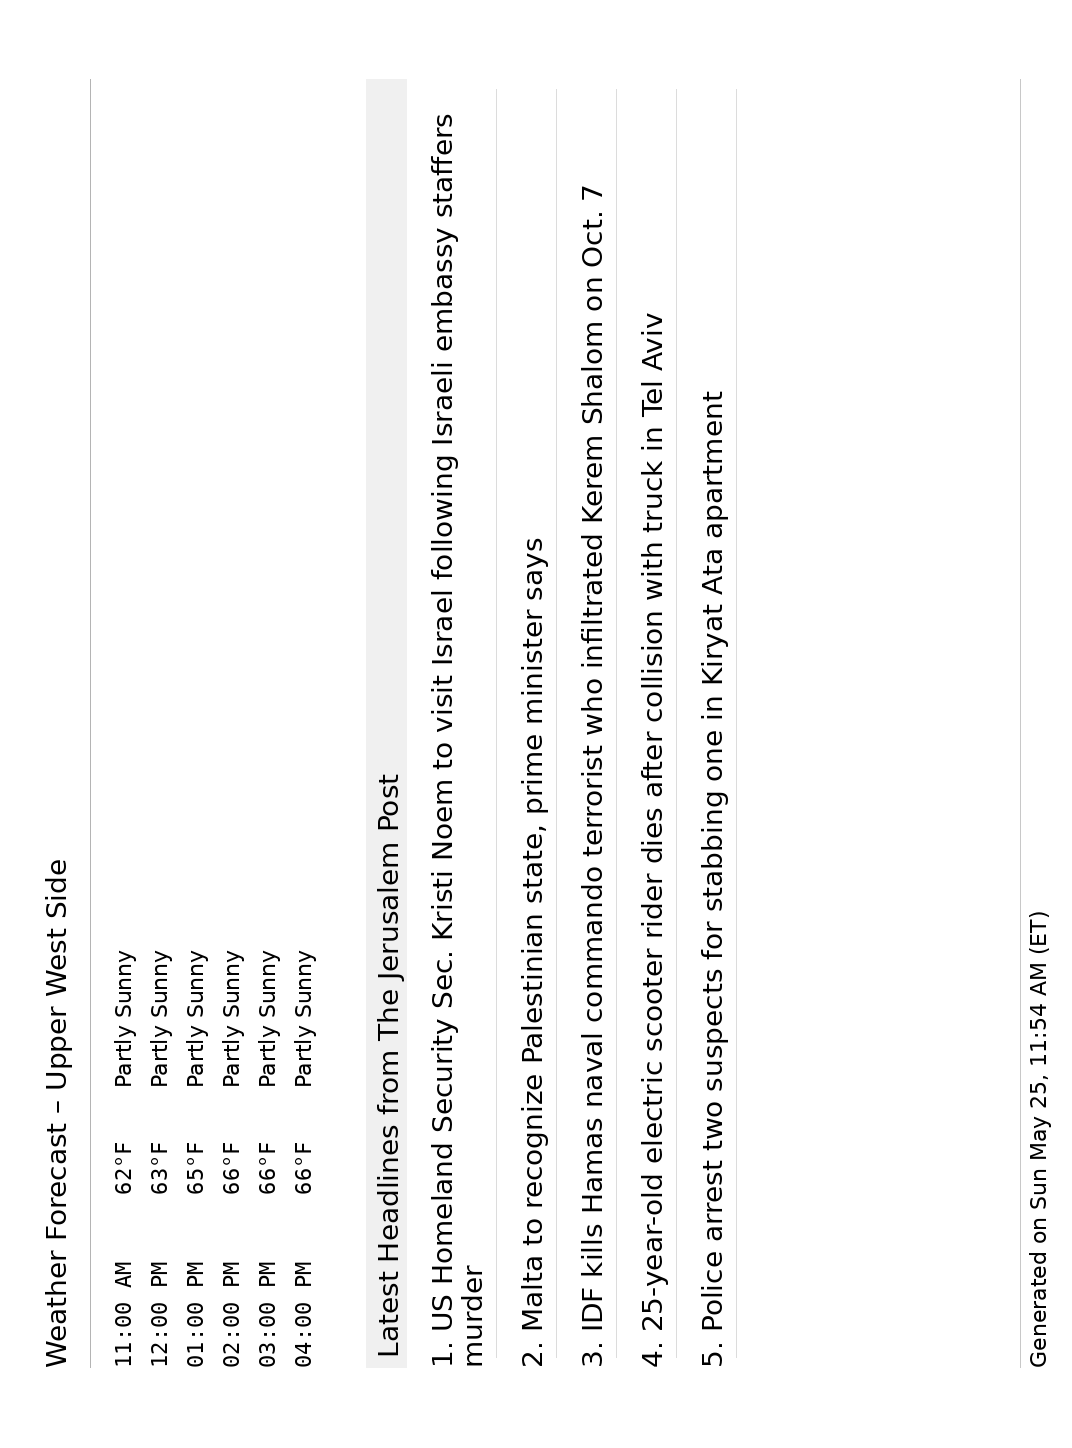 Weather Forecast – Upper West Side
11:00 AM 62°F Partly Sunny
12:00 PM 63°F Partly Sunny
01:00 PM 65°F Partly Sunny
02:00 PM 66°F Partly Sunny
03:00 PM 66°F Partly Sunny
04:00 PM 66°F Partly Sunny
Latest Headlines from The Jerusalem Post
1. US Homeland Security Sec. Kristi Noem to visit Israel following Israeli embassy staffers
murder
2. Malta to recognize Palestinian state, prime minister says
3. IDF kills Hamas naval commando terrorist who infiltrated Kerem Shalom on Oct. 7
4. 25-year-old electric scooter rider dies after collision with truck in Tel Aviv
5. Police arrest two suspects for stabbing one in Kiryat Ata apartment
Generated on Sun May 25, 11:54 AM (ET)